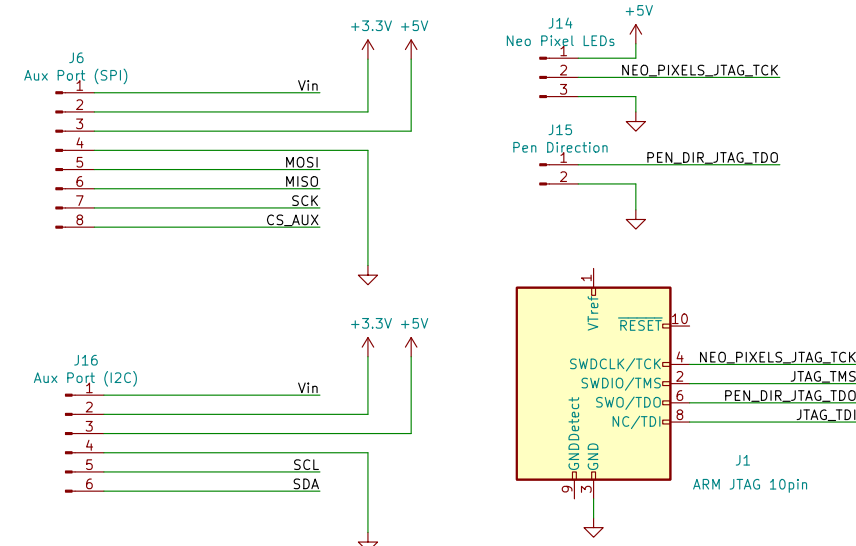 +3.3V +5V
J6
Aux Port (SPI)
1 Vin
2
3
4
5 MOSI
6 MISO
7 SCK
8 CS_AUX
+5V
J14
Neo Pixel LEDs
1
2 NEO_PIXELS_JTAG_TCK
3
J15
Pen Direction
1 PEN_DIR_JTAG_TDO
2
+3.3V +5V
J16
Aux Port (I2C)
1 Vin
2
3
4
5 SCL
6 SDA
1
VTref
RESET 10
SWDCLK/TCK 4 NEO_PIXELS_JTAG_TCK
SWDIO/TMS 2 JTAG_TMS
SWO/TDO 6 PEN_DIR_JTAG_TDO
NC/TDI 8 JTAG_TDI
GNDDetect
GND
9
3
J1
ARM JTAG 10pin